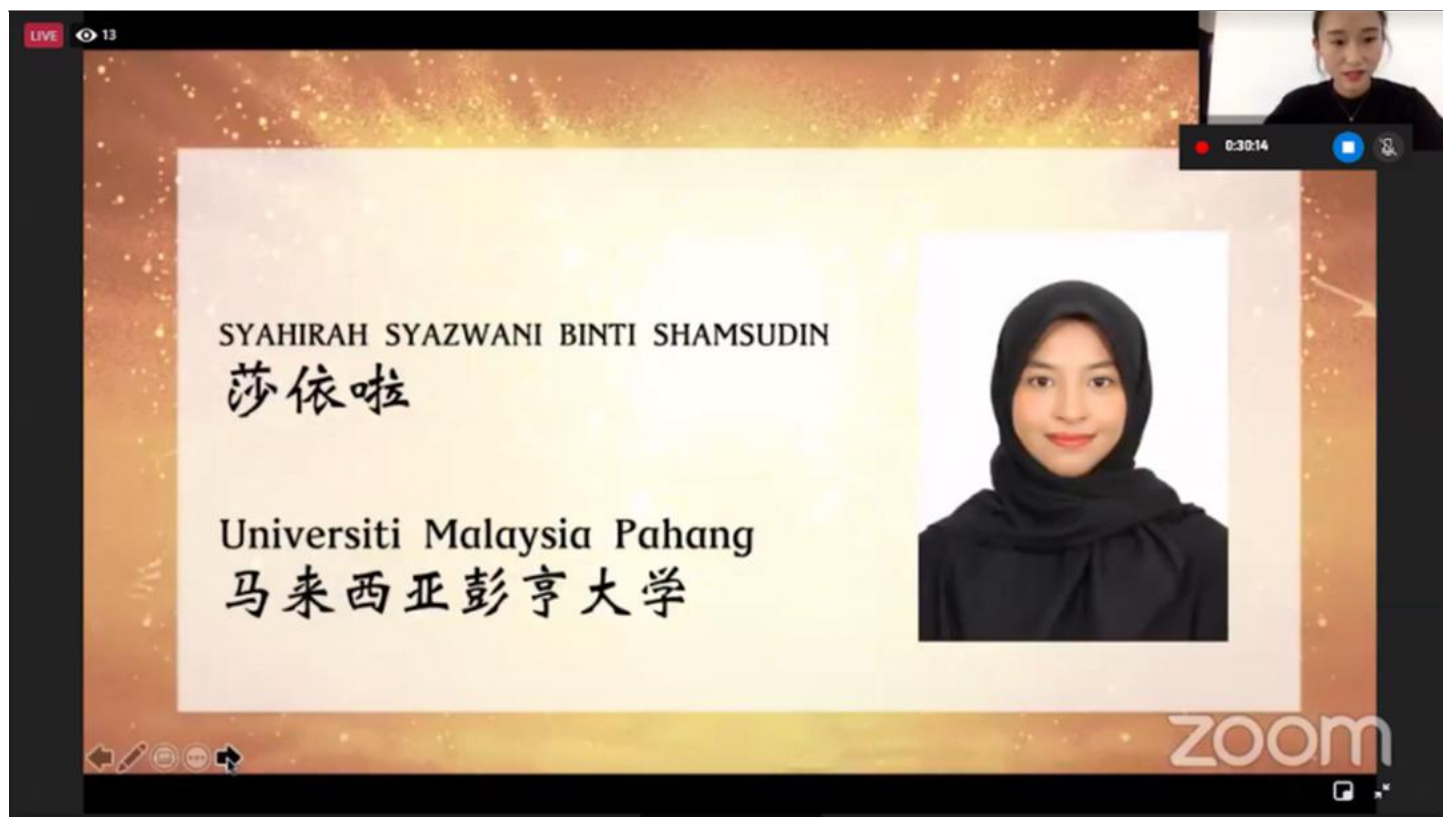 LIVE 13
0:30:14
SYAHIRAH SYAZWANI BINTI SHAMSUDIN
莎依啦
Universiti Malaysia Pahang
马来西亚彭亨大学
zoom